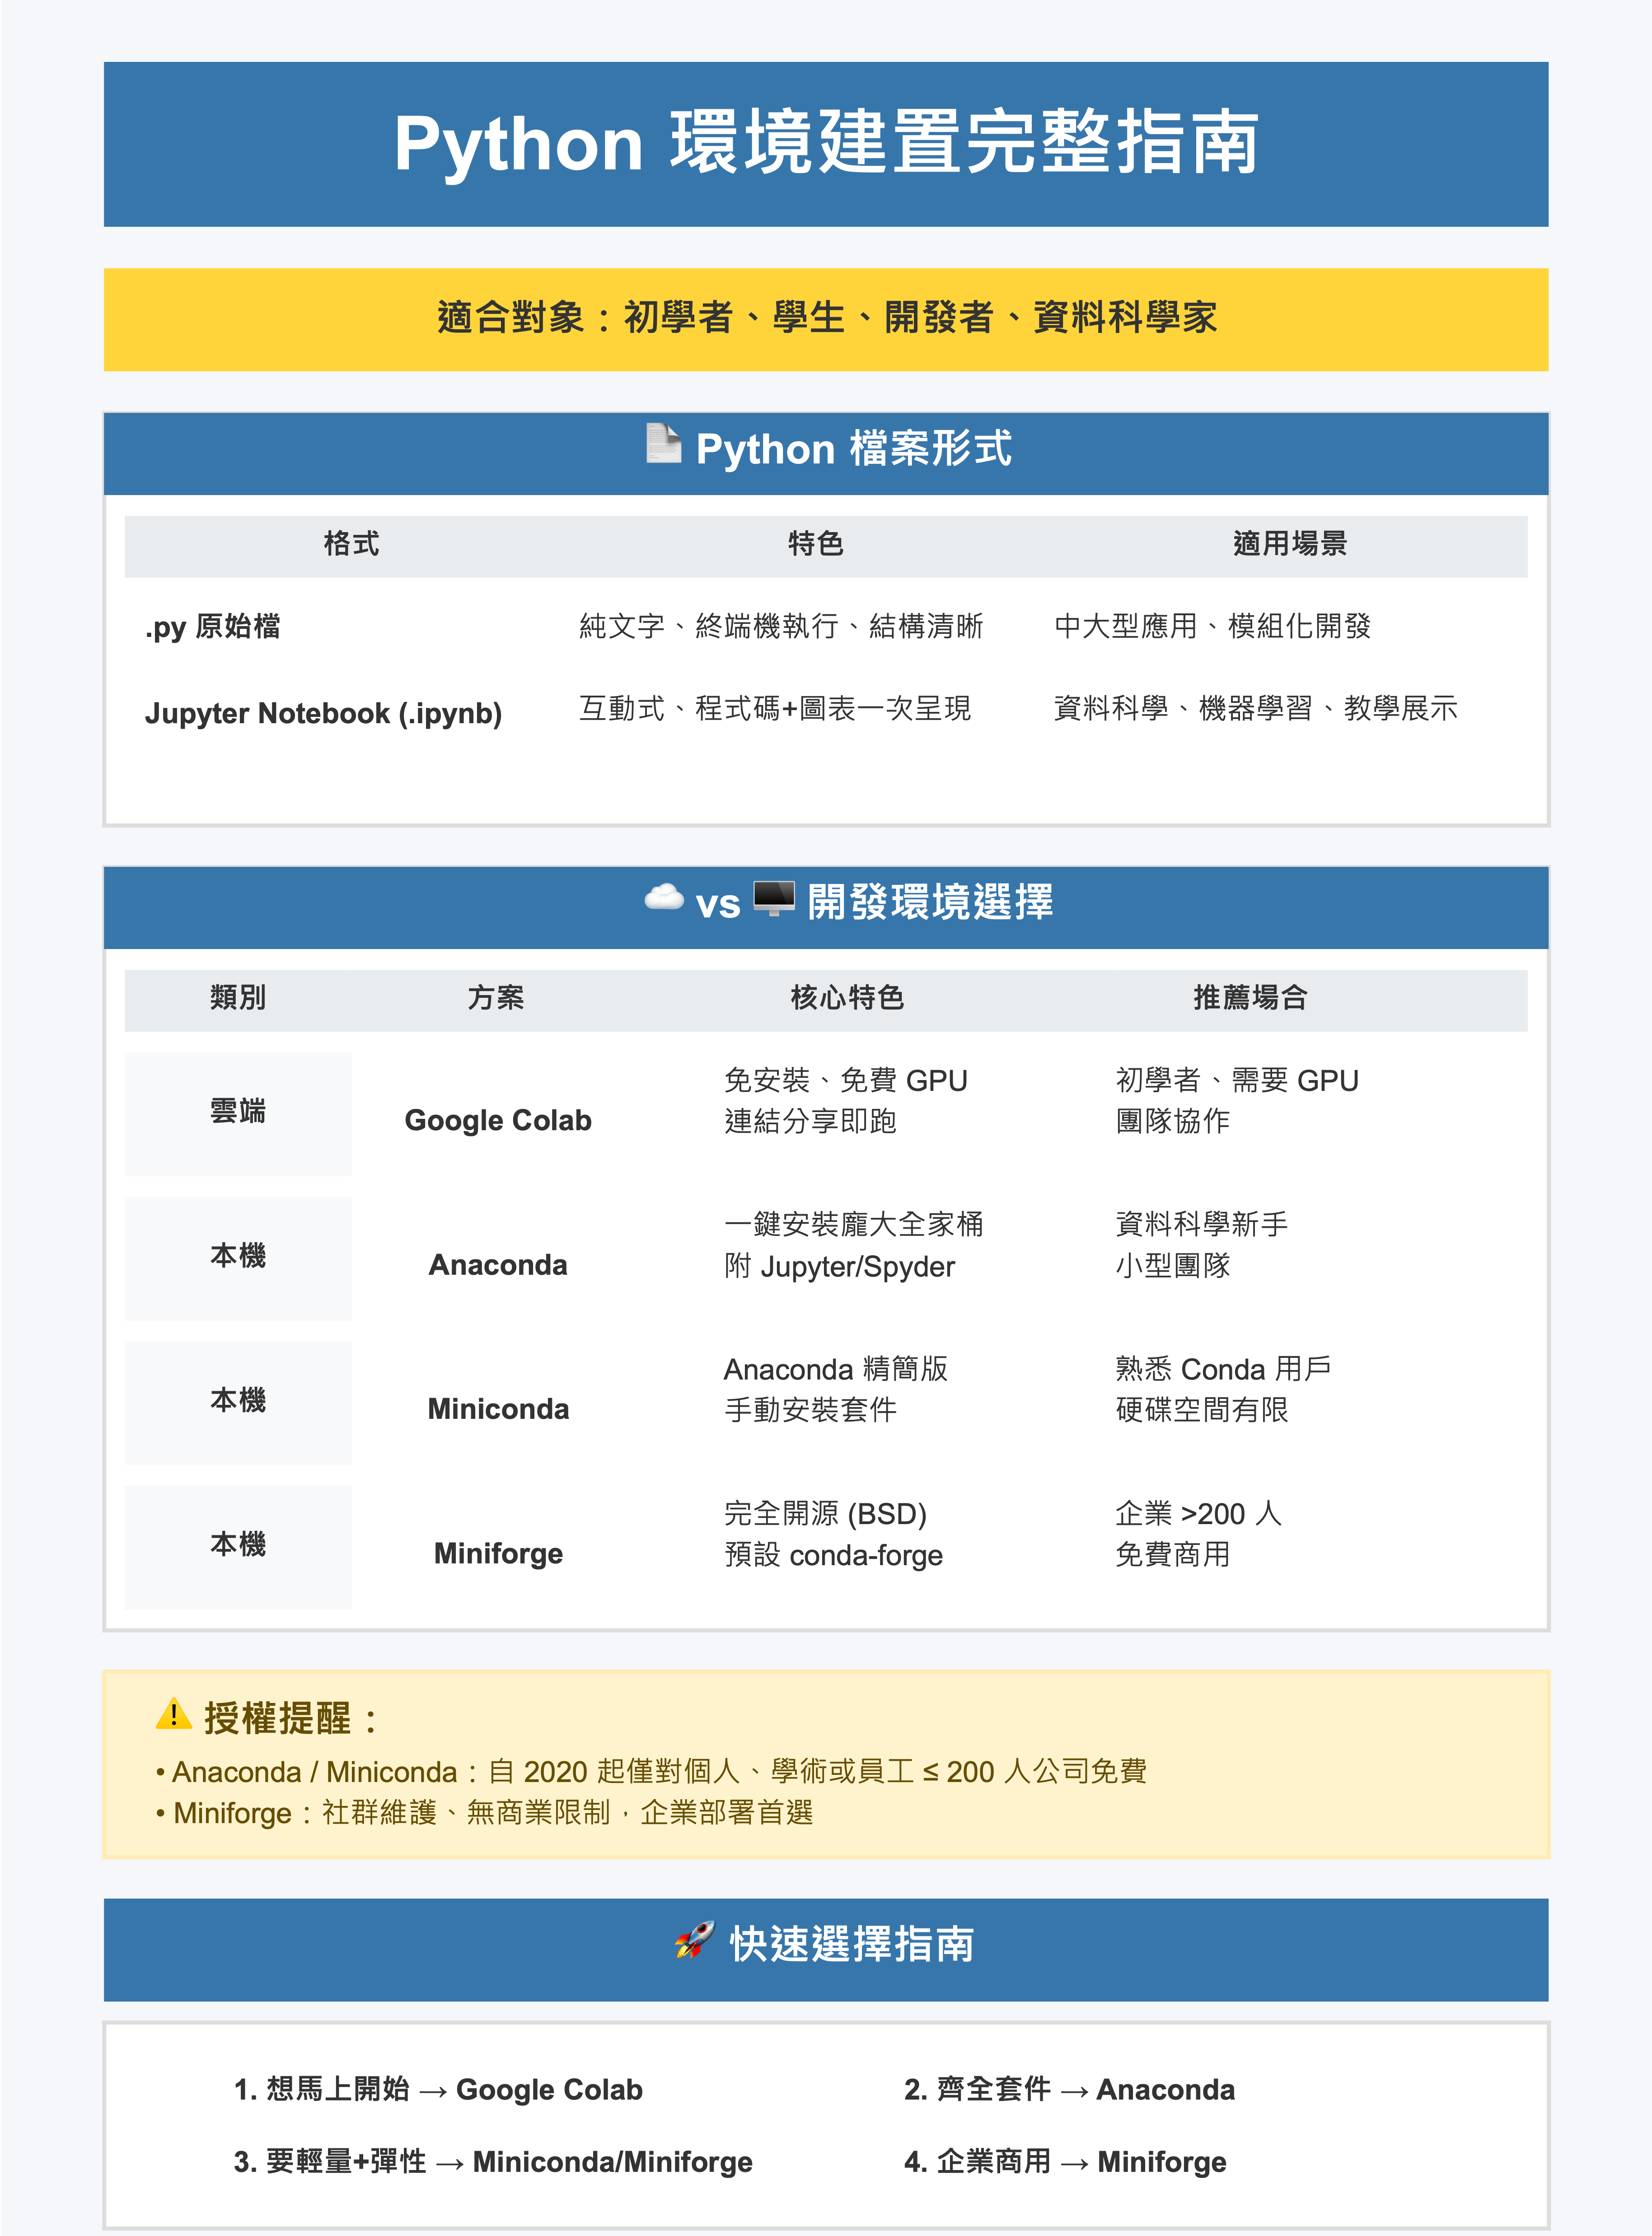 Python 環境建置完整指南
適合對象：初學者、學生、開發者、資料科學家
📄 Python 檔案形式
格式 特色 適用場景
.py 原始檔 純文字、終端機執行、結構清晰 中大型應用、模組化開發
Jupyter Notebook (.ipynb) 互動式、程式碼+圖表一次呈現 資料科學、機器學習、教學展示
☁️ vs 🖥️ 開發環境選擇
類別 方案 核心特色 推薦場合
雲端 Google Colab
免安裝、免費 GPU
連結分享即跑
初學者、需要 GPU
團隊協作
本機 Anaconda
一鍵安裝龐大全家桶
附 Jupyter/Spyder
資料科學新手
小型團隊
本機 Miniconda
Anaconda 精簡版
手動安裝套件
熟悉 Conda 用戶
硬碟空間有限
本機 Miniforge
完全開源 (BSD)
預設 conda-forge
企業 >200 人
免費商用
⚠️ 授權提醒：
• Anaconda / Miniconda：自 2020 起僅對個人、學術或員工 ≤ 200 人公司免費
• Miniforge：社群維護、無商業限制，企業部署首選
🚀 快速選擇指南
1. 想馬上開始 → Google Colab
2. 齊全套件 → Anaconda
3. 要輕量+彈性 → Miniconda/Miniforge
4. 企業商用 → Miniforge